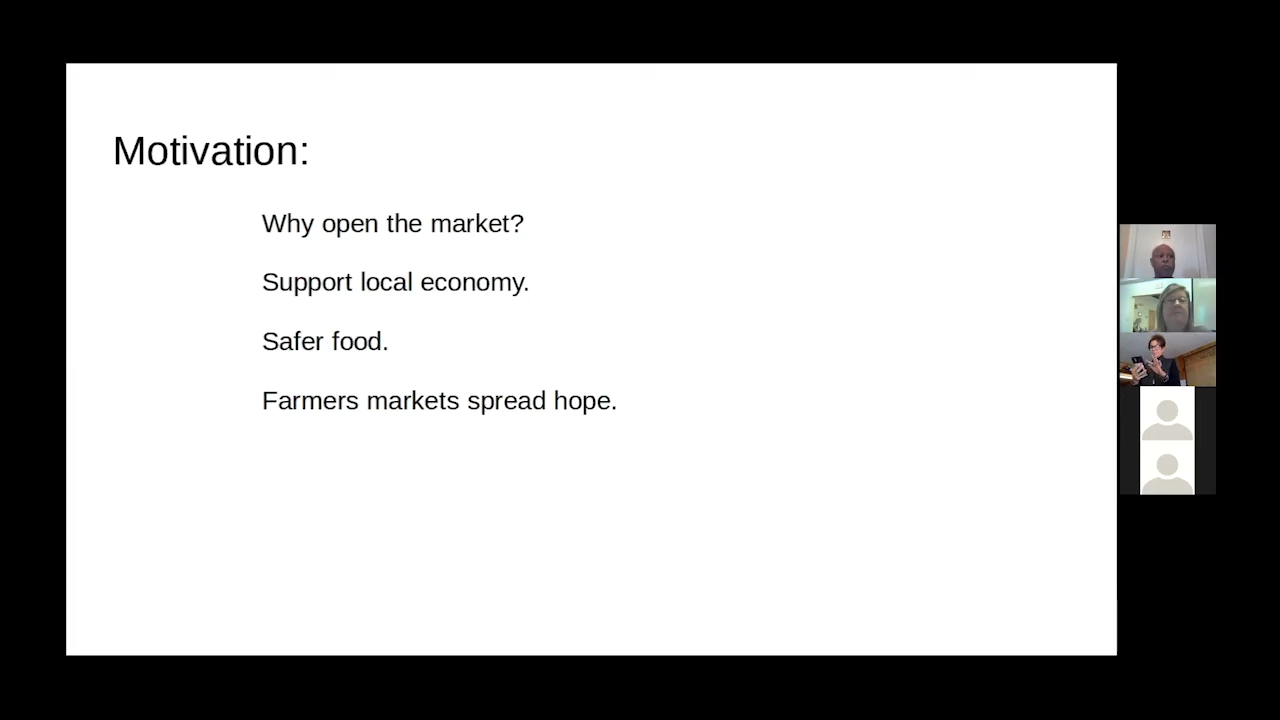 Motivation:
Why open the market?
Support local economy.
Safer food.
Farmers markets spread hope.